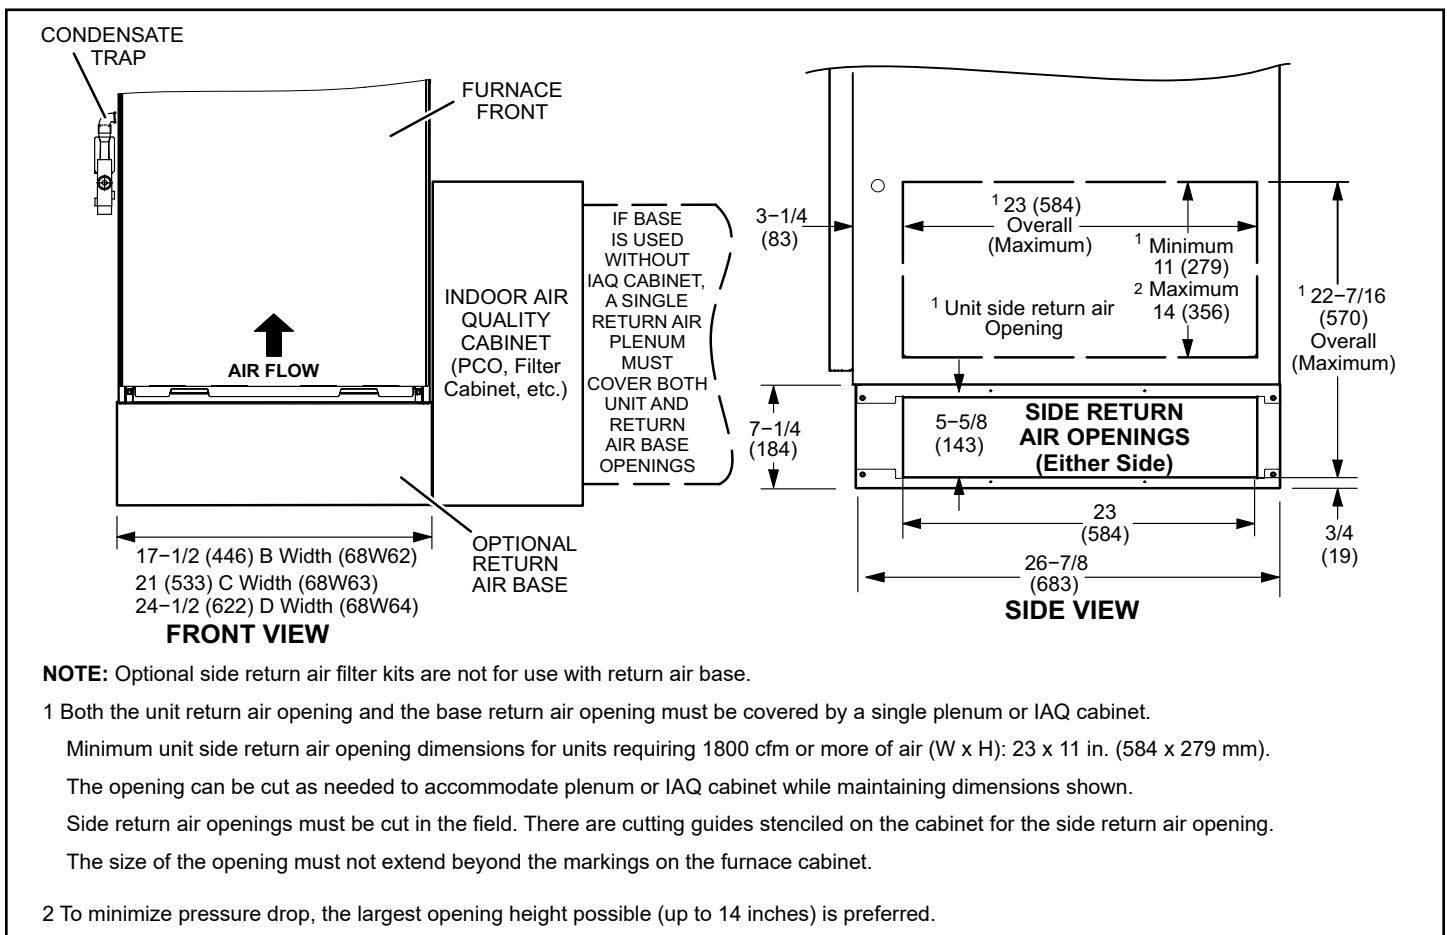 CONDENSATE
TRAP
FURNACE
FRONT
AIR FLOW
INDOOR AIR
QUALITY
CABINET
(PCO, Filter
Cabinet, etc.)
IF BASE
IS USED
WITHOUT
IAQ CABINET,
A SINGLE
RETURN AIR
PLENUM
MUST
COVER BOTH
UNIT AND
RETURN
AIR BASE
OPENINGS
OPTIONAL
RETURN
AIR BASE
17−1/2 (446) B Width (68W62)
21 (533) C Width (68W63)
24−1/2 (622) D Width (68W64)
FRONT VIEW
3−1/4
(83)
1 23 (584)
Overall
(Maximum)
1 Minimum
11 (279)
2 Maximum
14 (356)
1 Unit side return air
Opening
1 22−7/16
(570)
Overall
(Maximum)
7−1/4
(184)
5−5/8
(143)
SIDE RETURN
AIR OPENINGS
(Either Side)
23
(584)
3/4
(19)
26−7/8
(683)
SIDE VIEW
NOTE: Optional side return air filter kits are not for use with return air base.
1 Both the unit return air opening and the base return air opening must be covered by a single plenum or IAQ cabinet.
Minimum unit side return air opening dimensions for units requiring 1800 cfm or more of air (W x H): 23 x 11 in. (584 x 279 mm).
The opening can be cut as needed to accommodate plenum or IAQ cabinet while maintaining dimensions shown.
Side return air openings must be cut in the field. There are cutting guides stenciled on the cabinet for the side return air opening.
The size of the opening must not extend beyond the markings on the furnace cabinet.
2 To minimize pressure drop, the largest opening height possible (up to 14 inches) is preferred.